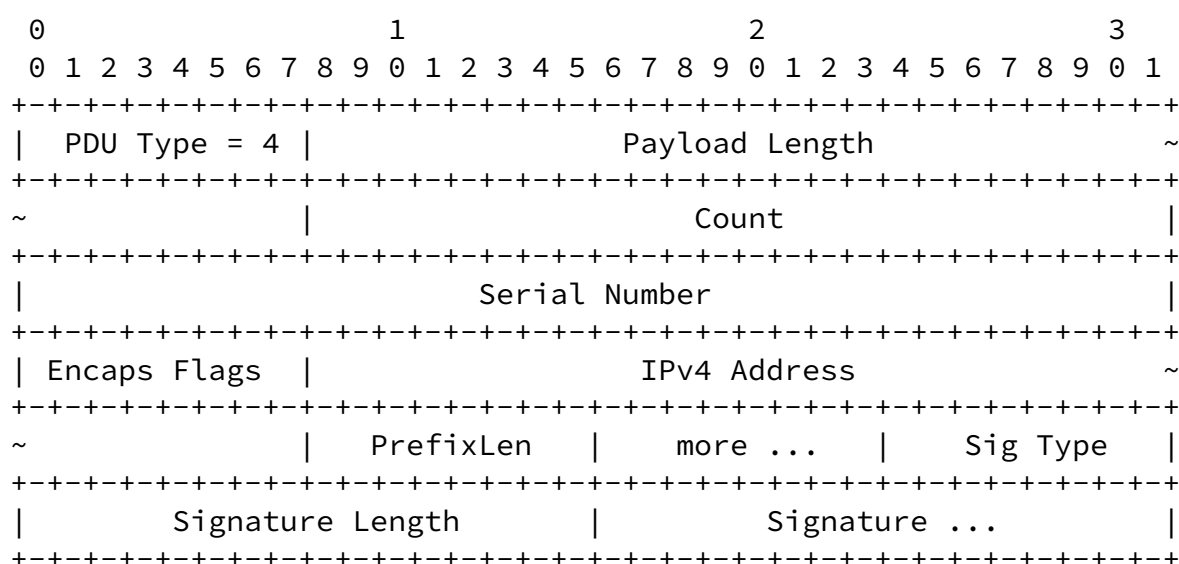 0                   1                   2                   3
 0 1 2 3 4 5 6 7 8 9 0 1 2 3 4 5 6 7 8 9 0 1 2 3 4 5 6 7 8 9 0 1
+-+-+-+-+-+-+-+-+-+-+-+-+-+-+-+-+-+-+-+-+-+-+-+-+-+-+-+-+-+-+-+-+
|  PDU Type = 4 |                 Payload Length                ~
+-+-+-+-+-+-+-+-+-+-+-+-+-+-+-+-+-+-+-+-+-+-+-+-+-+-+-+-+-+-+-+-+
~               |                     Count                     |
+-+-+-+-+-+-+-+-+-+-+-+-+-+-+-+-+-+-+-+-+-+-+-+-+-+-+-+-+-+-+-+-+
|                         Serial Number                         |
+-+-+-+-+-+-+-+-+-+-+-+-+-+-+-+-+-+-+-+-+-+-+-+-+-+-+-+-+-+-+-+-+
| Encaps Flags  |                  IPv4 Address                 ~
+-+-+-+-+-+-+-+-+-+-+-+-+-+-+-+-+-+-+-+-+-+-+-+-+-+-+-+-+-+-+-+-+
~               |   PrefixLen   |    more ...   |    Sig Type   |
+-+-+-+-+-+-+-+-+-+-+-+-+-+-+-+-+-+-+-+-+-+-+-+-+-+-+-+-+-+-+-+-+
|        Signature Length       |         Signature ...         |
+-+-+-+-+-+-+-+-+-+-+-+-+-+-+-+-+-+-+-+-+-+-+-+-+-+-+-+-+-+-+-+-+